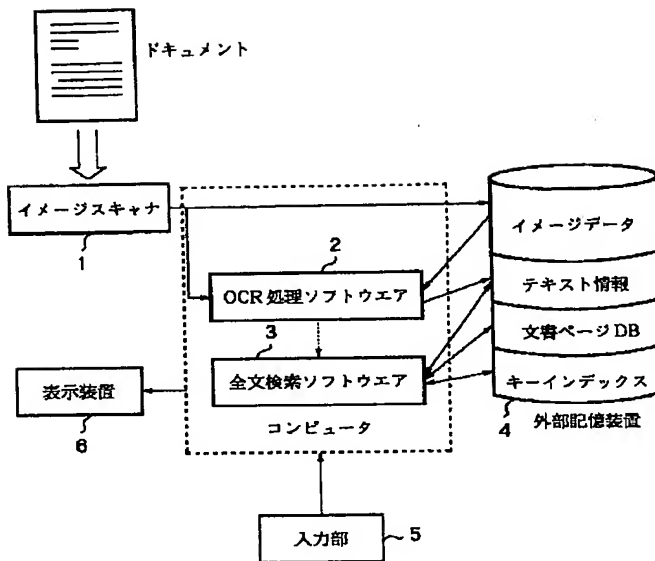 ドキュメント
イメージスキャナ
1
イメージデータ
2
OCR処理ソフトウエア
テキスト情報
3
文書ページDB
全文検索ソフトウエア
キーインデックス
表示装置
6
コンピュータ
4
外部記憶装置
入力部
5